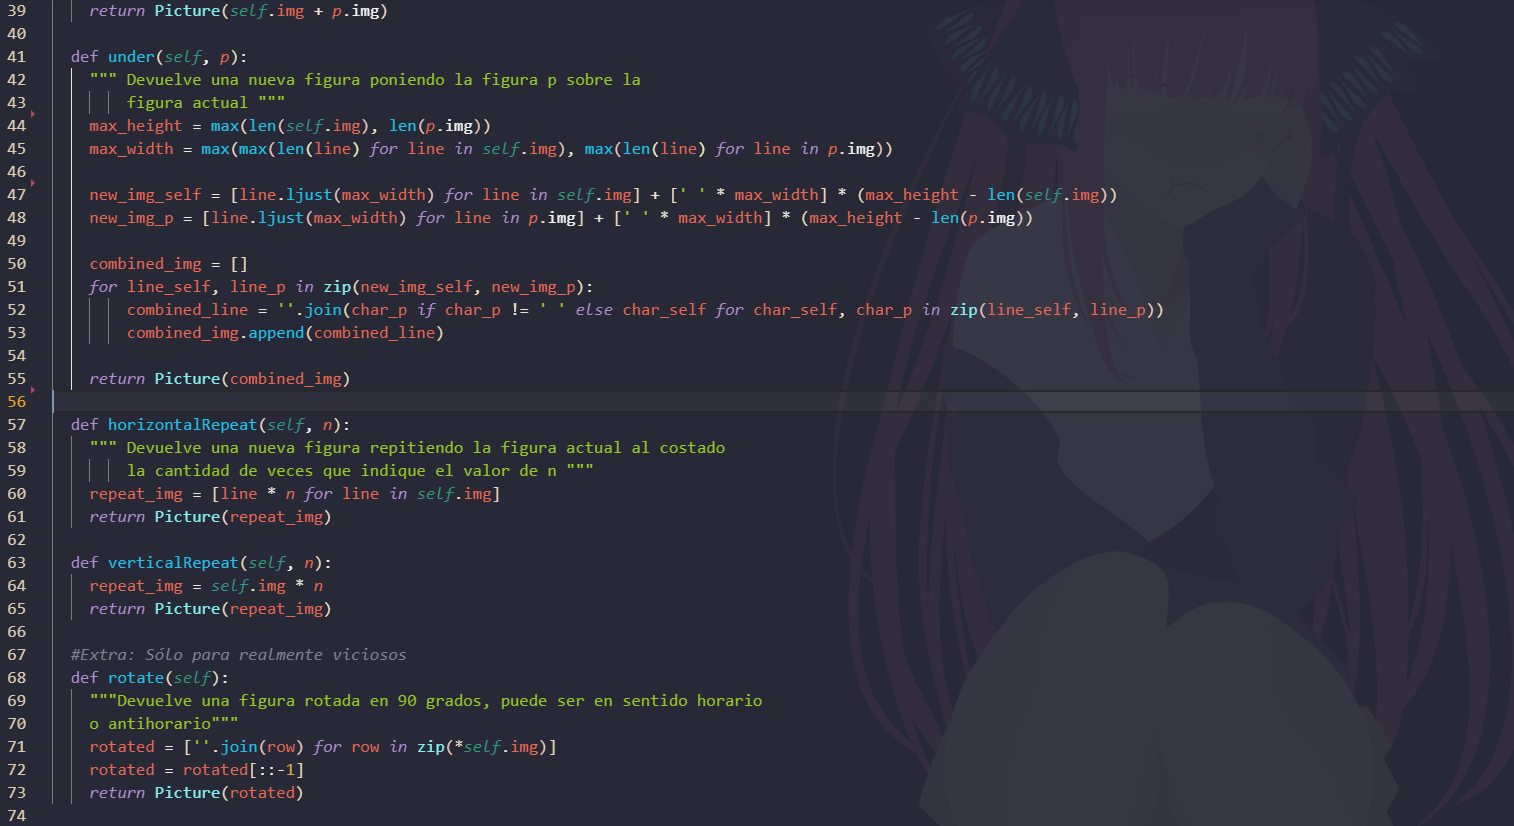 39 return Picture(self.img + p.img)
40
41 def under(self, p):
42 """ Devuelve una nueva figura poniendo la figura p sobre la
43 figura actual """
44 max_height = max(len(self.img), len(p.img))
45 max_width = max(max(len(line) for line in self.img), max(len(line) for line in p.img))
46
47 new_img_self = [line.ljust(max_width) for line in self.img] + [' ' * max_width] * (max_height - len(self.img))
48 new_img_p = [line.ljust(max_width) for line in p.img] + [' ' * max_width] * (max_height - len(p.img))
49
50 combined_img = []
51 for line_self, line_p in zip(new_img_self, new_img_p):
52 combined_line = ''.join(char_p if char_p != ' ' else char_self for char_self, char_p in zip(line_self, line_p))
53 combined_img.append(combined_line)
54
55 return Picture(combined_img)
56
57 def horizontalRepeat(self, n):
58 """ Devuelve una nueva figura repitiendo la figura actual al costado
59 la cantidad de veces que indique el valor de n """
60 repeat_img = [line * n for line in self.img]
61 return Picture(repeat_img)
62
63 def verticalRepeat(self, n):
64 repeat_img = self.img * n
65 return Picture(repeat_img)
66
67 #Extra: Sólo para realmente viciosos
68 def rotate(self):
69 """Devuelve una figura rotada en 90 grados, puede ser en sentido horario
70 o antihorario"""
71 rotated = [''.join(row) for row in zip(*self.img)]
72 rotated = rotated[::-1]
73 return Picture(rotated)
74